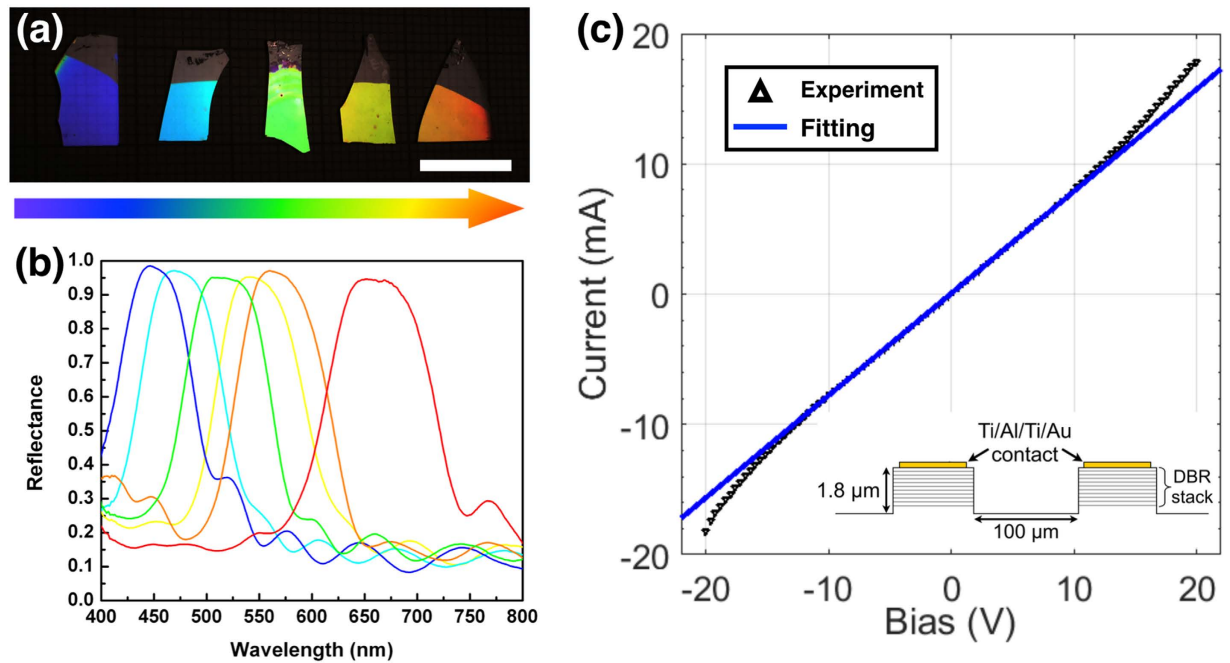 (a)
(b)
1.0
0.9
0.8
0.7
0.6
0.5
0.4
0.3
0.2
0.1
0.0
Reflectance
400 450 500 550 600 650 700 750 800
Wavelength (nm)
(c)
20
10
0
-10
-20
Current (mA)
Experiment
Fitting
Ti/Al/Ti/Au
contact
1.8 μm
DBR
stack
100 μm
-20 -10 0 10 20
Bias (V)